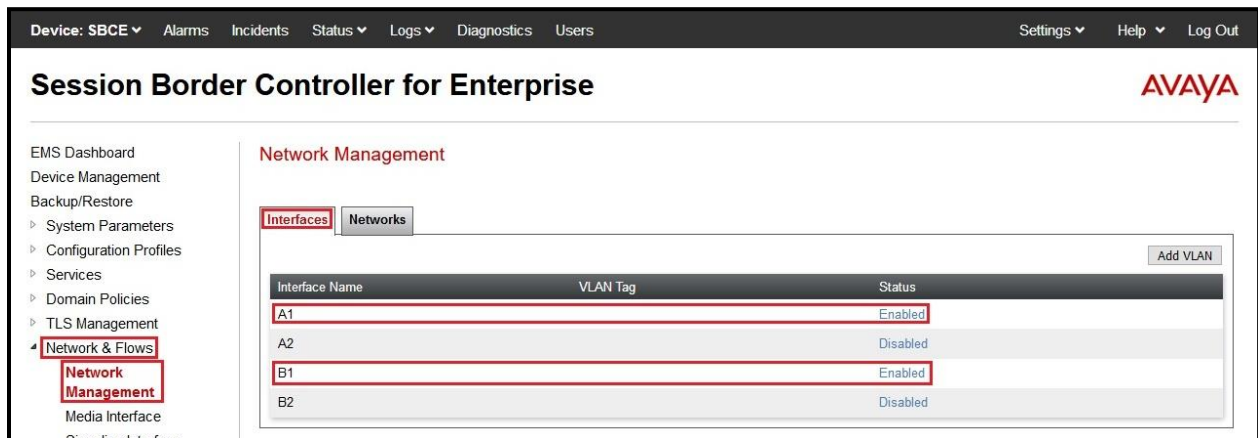 Device: SBCE Alarms Incidents Status Logs Diagnostics Users Settings Help Log Out
Session Border Controller for Enterprise
AVAYA
EMS Dashboard
Device Management
Backup/Restore
System Parameters
Configuration Profiles
Services
Domain Policies
TLS Management
Network & Flows
Network
Management
Media Interface
Network Management
Interfaces Networks
Add VLAN
Interface Name VLAN Tag Status
A1 Enabled
A2 Disabled
B1 Enabled
B2 Disabled